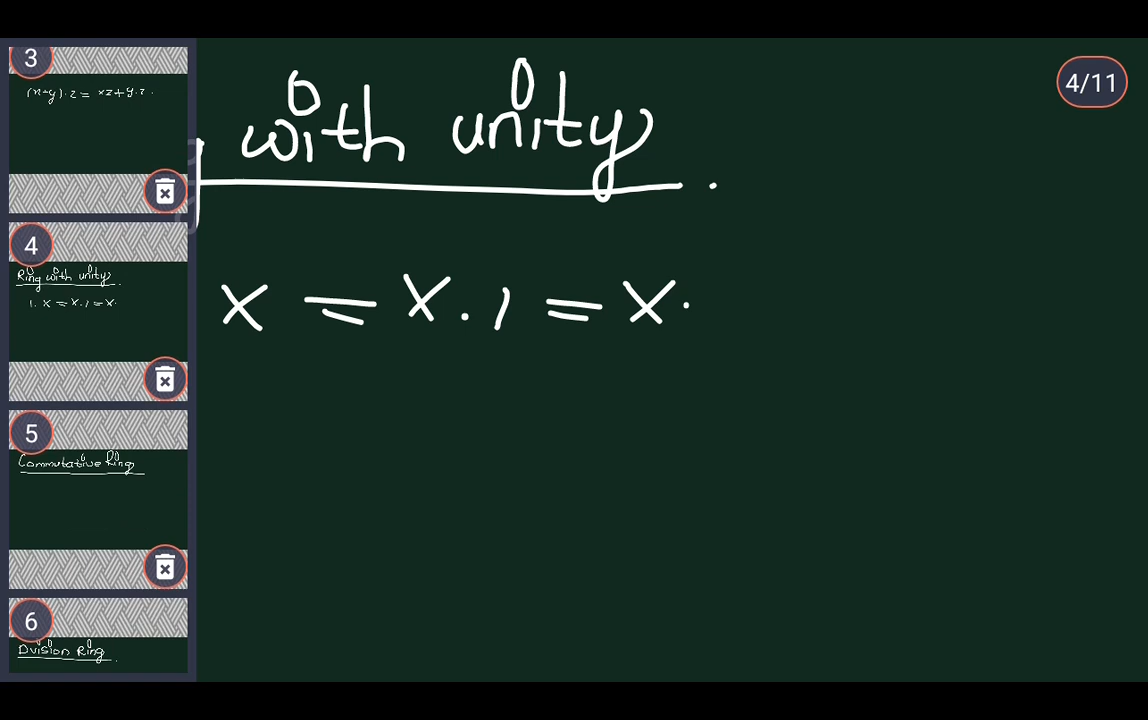 3
(x+y).z = xz+y.z.
4
Ring with unity.
1. x = x.1 = x.
5
Commutative Ring
6
Division Ring.
4/11
g with unity.
x = x.1 = x.